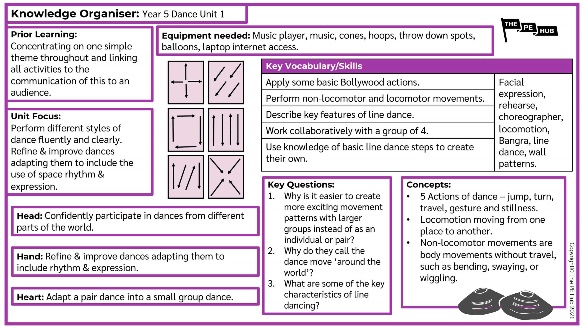 Knowledge Organiser: Year 5 Dance Unit 1
Prior Learning:
Concentrating on one simple
theme throughout and linking
all activities to the
communication of this to an
audience.
Equipment needed: Music player, music, cones, hoops, throw down spots,
balloons, laptop internet access.
THE
PE
HUB
Unit Focus:
Perform different styles of
dance fluently and clearly.
Refine & improve dances
adapting them to include the
use of space rhythm &
expression.
Key Vocabulary/Skills
Apply some basic Bollywood actions.
Perform non-locomotor and locomotor movements.
Describe key features of line dance.
Work collaboratively with a group of 4.
Use knowledge of basic line dance steps to create
their own.
Facial
expression,
rehearse,
choreographer,
locomotion,
Bangra, line
dance, wall
patterns.
Head: Confidently participate in dances from different
parts of the world.
Hand: Refine & improve dances adapting them to
include rhythm & expression.
Heart: Adapt a pair dance into a small group dance.
Key Questions:
1. Why is it easier to create
more exciting movement
patterns with larger
groups instead of as an
individual or pair?
2. Why do they call the
dance move 'around the
world'?
3. What are some of the key
characteristics of line
dancing?
Concepts:
• 5 Actions of dance – jump, turn,
travel, gesture and stillness.
• Locomotion moving from one
place to another.
• Non-locomotor movements are
body movements without travel,
such as bending, swaying, or
wiggling.